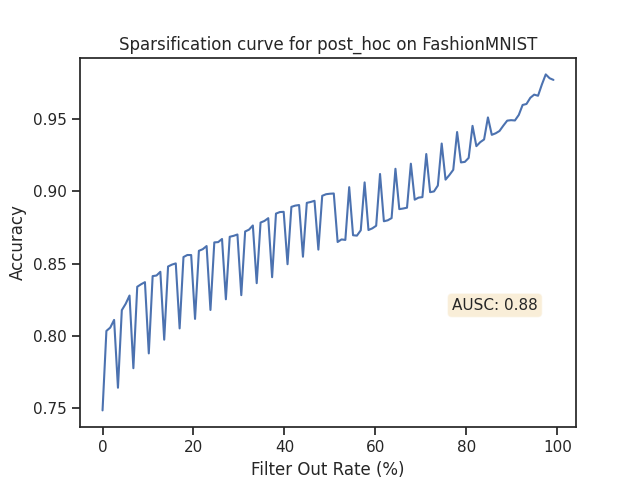 Sparsification curve for post_hoc on FashionMNIST
0.95
0.90
0.85
0.80
0.75
Accuracy
AUSC: 0.88
0 20 40 60 80 100
Filter Out Rate (%)